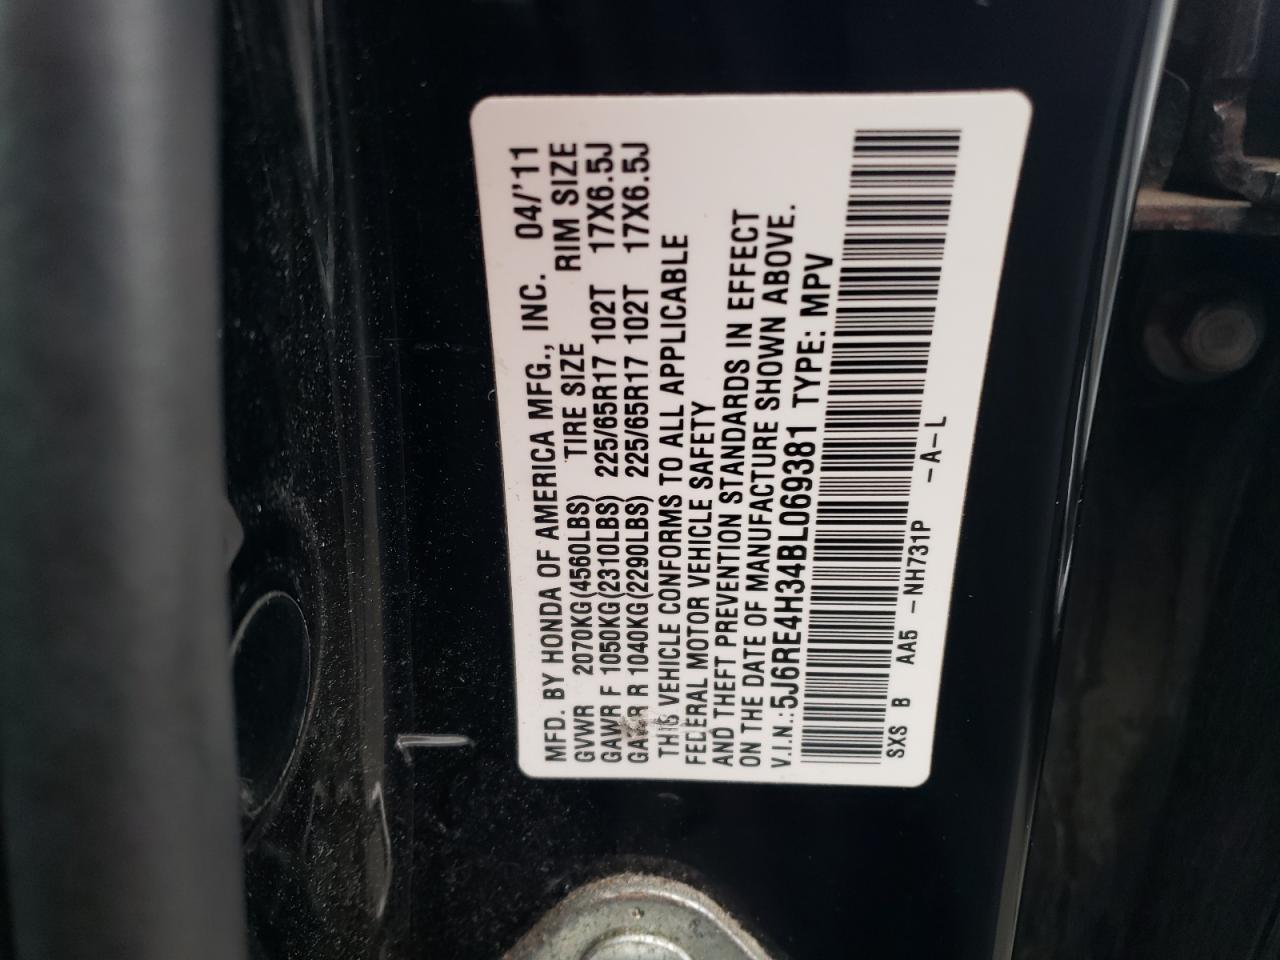 MFD. BY HONDA OF AMERICA MFG., INC. 04/'11
GVWR 2070KG(4560LBS) TIRE SIZE RIM SIZE
GAWR F 1050KG(2310LBS) 225/65R17 102T 17X6.5J
GAWR R 1040KG(2290LBS) 225/65R17 102T 17X6.5J
THIS VEHICLE CONFORMS TO ALL APPLICABLE
FEDERAL MOTOR VEHICLE SAFETY
AND THEFT PREVENTION STANDARDS IN EFFECT
ON THE DATE OF MANUFACTURE SHOWN ABOVE.
V.I.N.:5J6RE4H34BL069381 TYPE: MPV
SXS B AA5 -NH731P -A-L